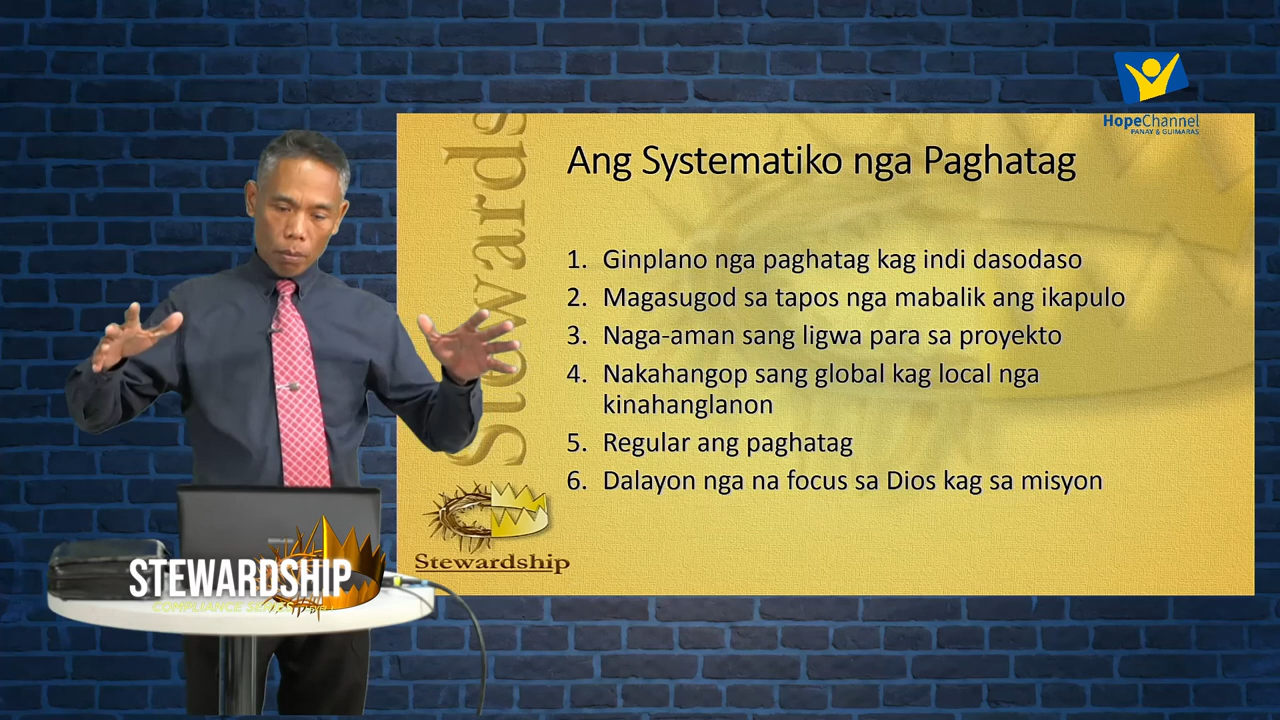 HopeChannel
PANAY & GUIMARAS
Stewards
Ang Systematiko nga Paghatag
1. Ginplano nga paghatag kag indi dasodaso
2. Magasugod sa tapos nga mabalik ang ikapulo
3. Naga-aman sang ligwa para sa proyekto
4. Nakahangop sang global kag local nga
kinahanglanon
5. Regular ang paghatag
6. Dalayon nga na focus sa Dios kag sa misyon
Stewardship
STEWARDSHIP
COMPLIANCE